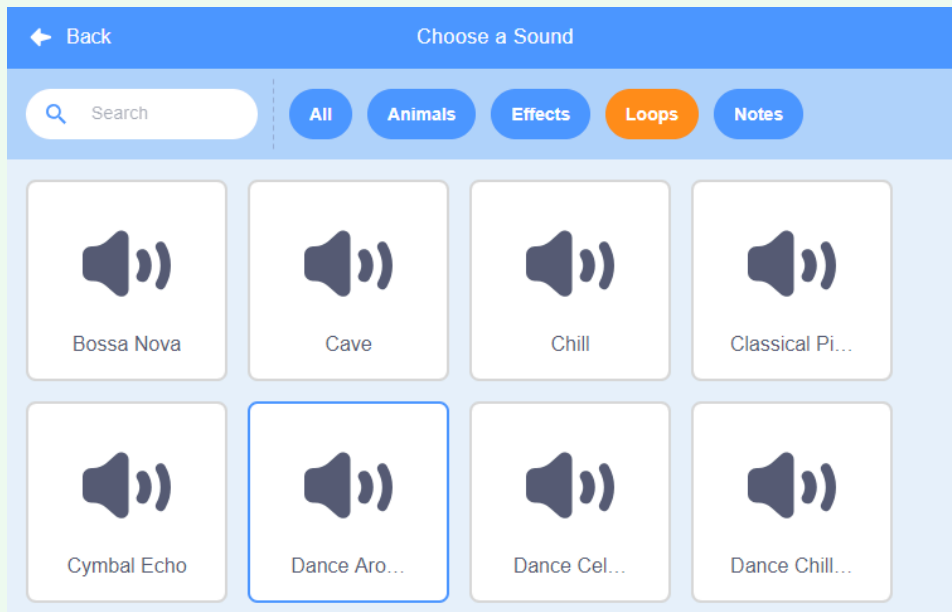 Back Choose a Sound
Search All Animals Effects Loops Notes
Bossa Nova Cave Chill Classical Pi...
Cymbal Echo Dance Aro... Dance Cel... Dance Chill...